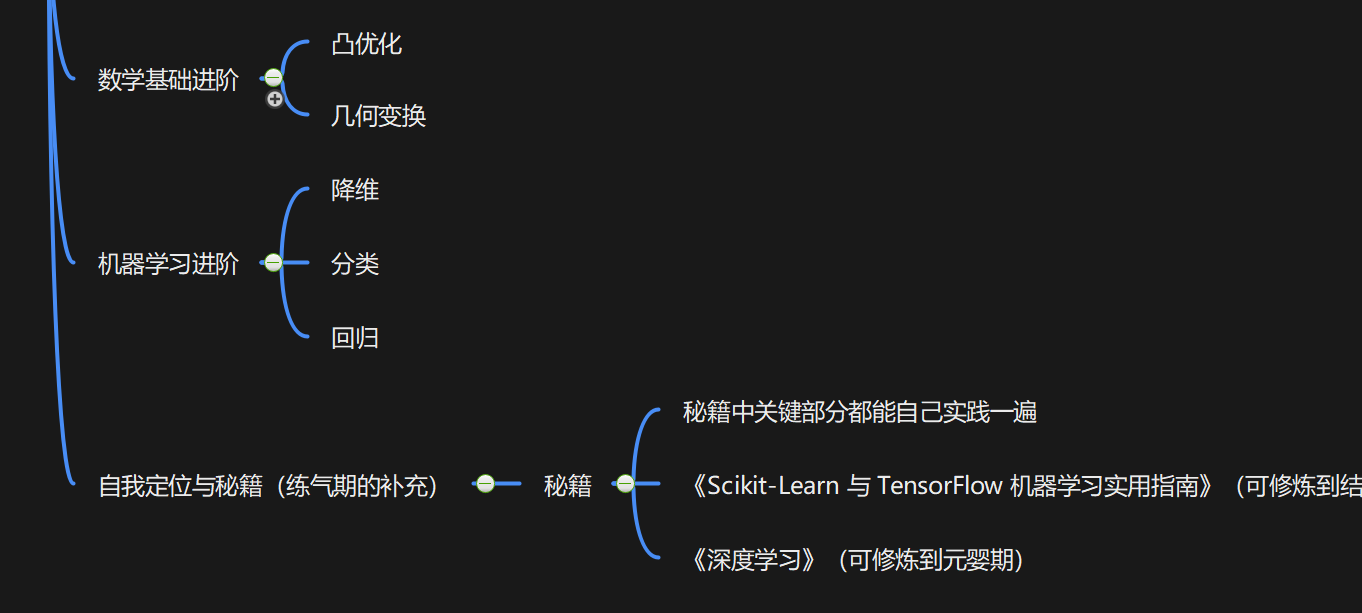 数学基础进阶
凸优化
几何变换
机器学习进阶
降维
分类
回归
自我定位与秘籍（练气期的补充）
秘籍
秘籍中关键部分都能自己实践一遍
《Scikit-Learn 与 TensorFlow 机器学习实用指南》（可修炼到结
《深度学习》（可修炼到元婴期）